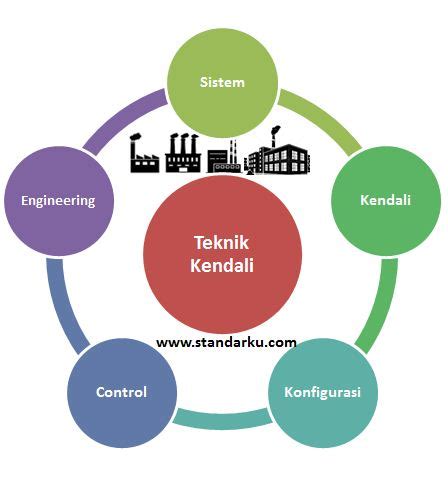 Sistem
Engineering
Kendali
Teknik
Kendali
www.standarku.com
Control
Konfigurasi